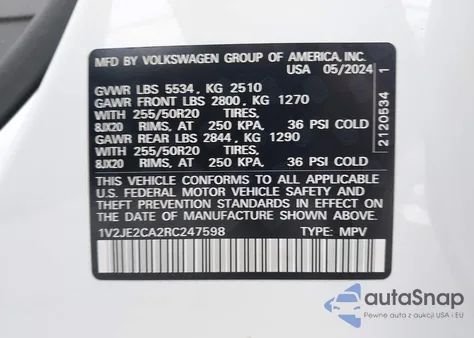 MFD. BY VOLKSWAGEN GROUP OF AMERICA, INC.
USA 05/2024
GVWR LBS 5534 , KG 2510
GAWR FRONT LBS 2800 , KG 1270
WITH 255/50R20 TIRES,
8JX20 RIMS, AT 250 KPA, 36 PSI COLD
GAWR REAR LBS 2844 , KG 1290
WITH 255/50R20 TIRES,
8JX20 RIMS, AT 250 KPA, 36 PSI COLD
THIS VEHICLE CONFORMS TO ALL APPLICABLE
U.S. FEDERAL MOTOR VEHICLE SAFETY AND
THEFT PREVENTION STANDARDS IN EFFECT ON
THE DATE OF MANUFACTURE SHOWN ABOVE.
1V2JE2CA2RC247598 TYPE: MPV
2120534 1
autoSnap
Pewne auta z aukcji USA i EU